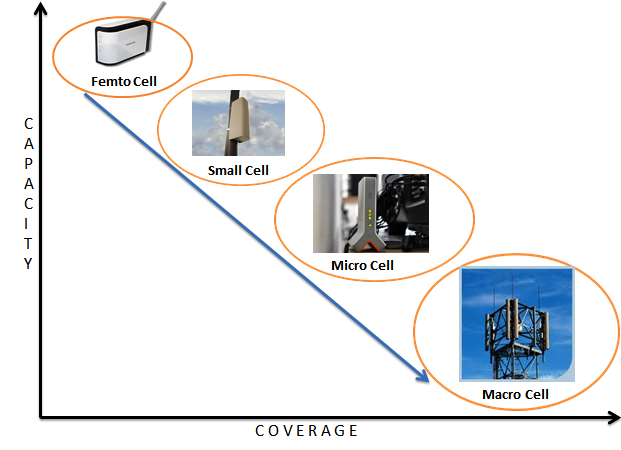 Femto Cell
Small Cell
Micro Cell
Macro Cell
CAPACITY
COVERAGE